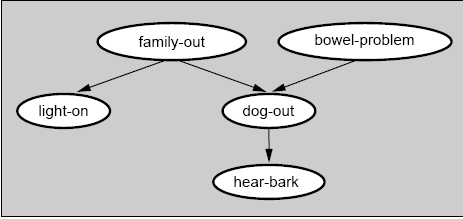 family-out
bowel-problem
light-on
dog-out
hear-bark